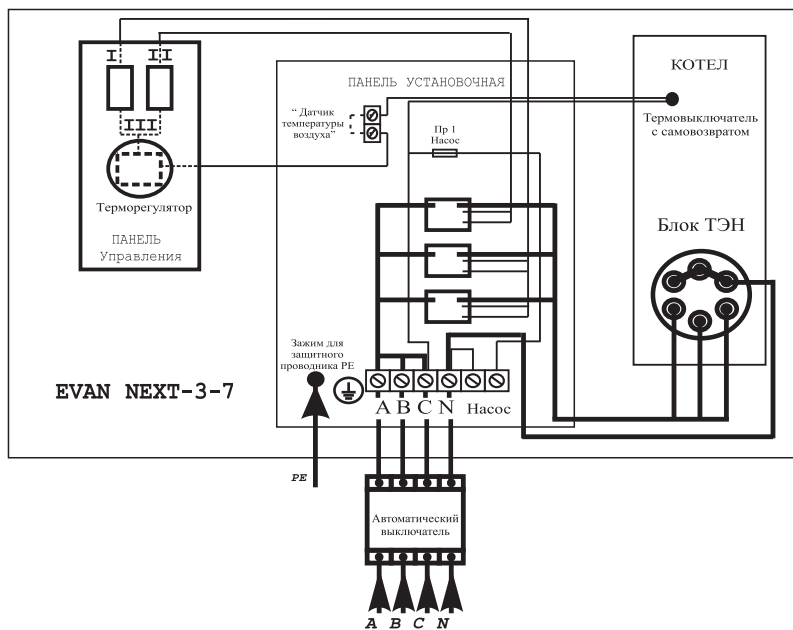 I II
III
Терморегулятор
ПАНЕЛЬ
Управления
ПАНЕЛЬ УСТАНОВОЧНАЯ
“ Датчик
температуры
воздуха”
Пр 1
Насос
КОТЕЛ
Термовыключатель
с самовозвратом
Блок ТЭН
Зажим для
защитного
проводника PE
EVAN NEXT-3-7
A B C N Насос
PE
Автоматический
выключатель
A B C N